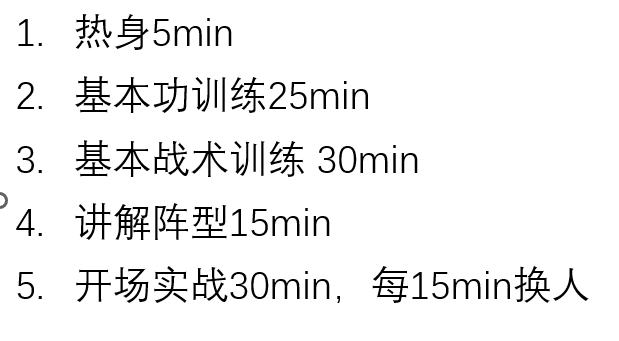 1. 热身5min
2. 基本功训练25min
3. 基本战术训练 30min
4. 讲解阵型15min
5. 开场实战30min，每15min换人